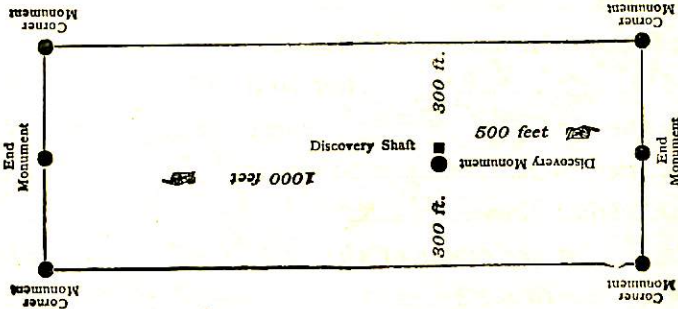 Corner
Monument
Corner
Monument
300 ft.
500 feet
End
Monument
Discovery Shaft
Discovery Monument
End
Monument
1000 feet
300 ft.
Corner
Monument
Corner
Monument